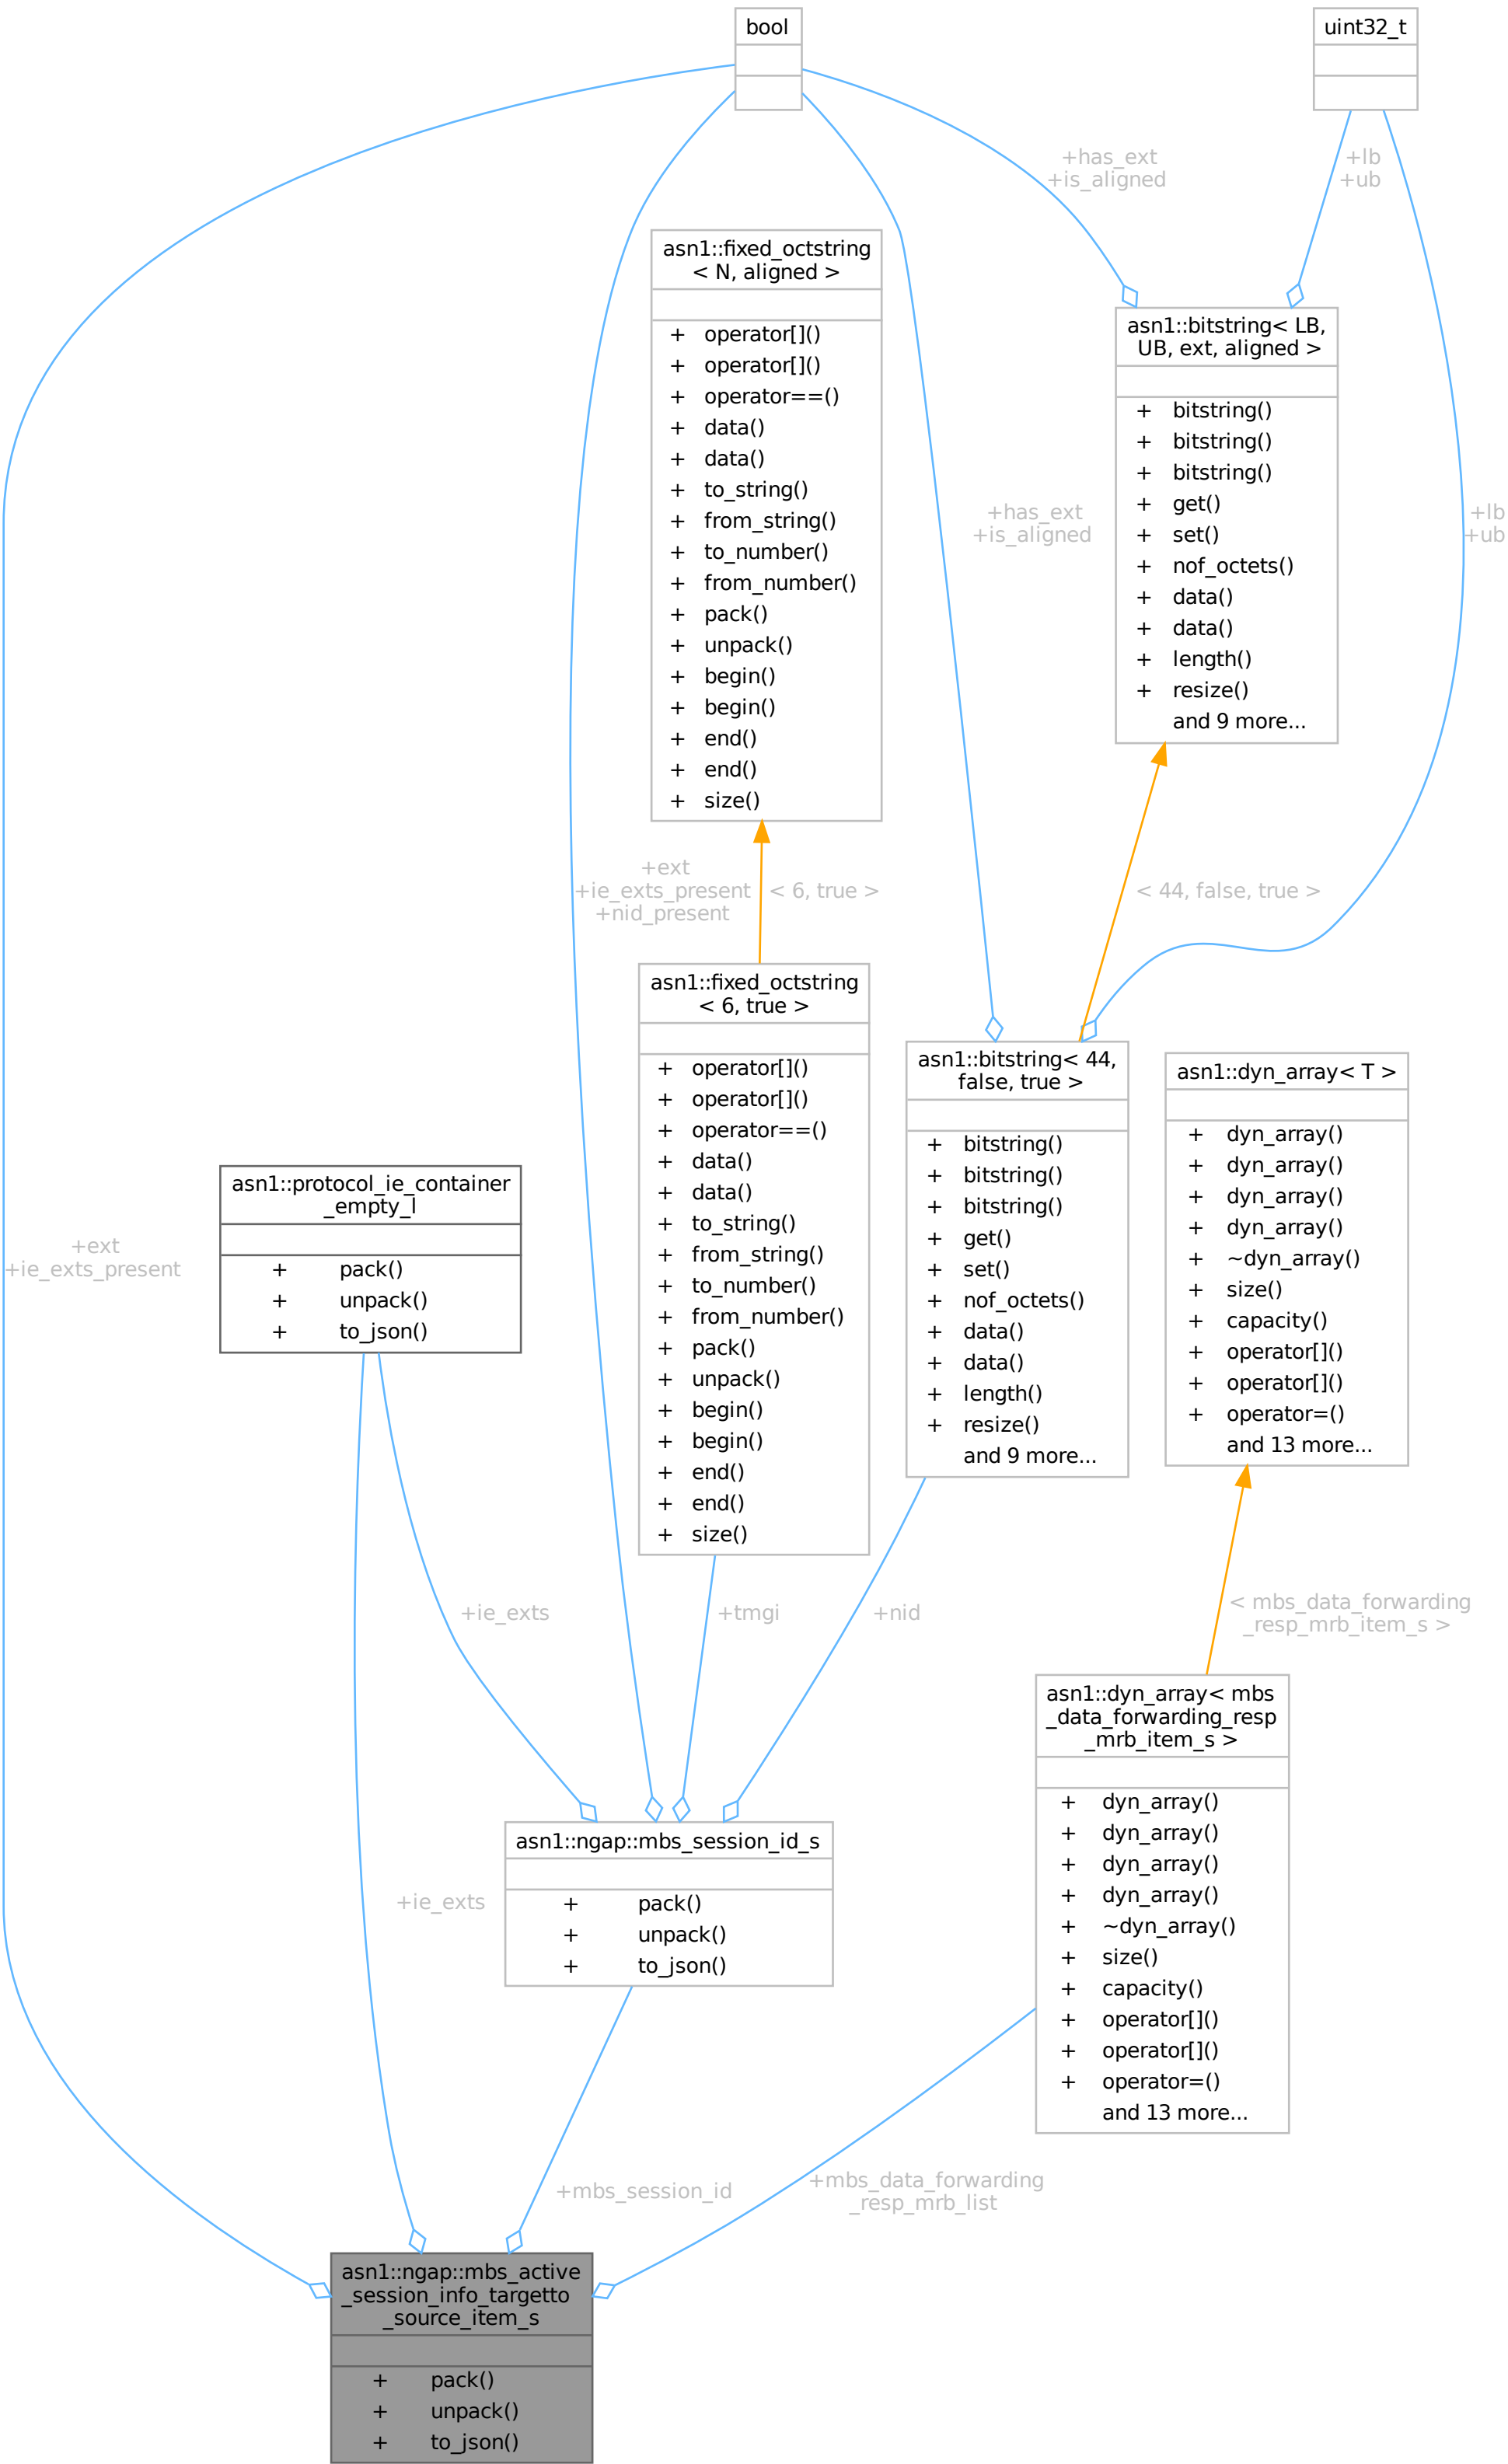 bool
uint32_t
+has_ext
+is_aligned
+lb
+ub
asn1::fixed_octstring
< N, aligned >
+ operator[]()
+ operator[]()
+ operator==()
+ data()
+ data()
+ to_string()
+ from_string()
+ to_number()
+ from_number()
+ pack()
+ unpack()
+ begin()
+ begin()
+ end()
+ end()
+ size()
asn1::bitstring< LB,
UB, ext, aligned >
+ bitstring()
+ bitstring()
+ bitstring()
+ get()
+ set()
+ nof_octets()
+ data()
+ data()
+ length()
+ resize()
and 9 more...
+has_ext
+is_aligned
+lb
+ub
+ext
+ie_exts_present
+nid_present
< 6, true >
< 44, false, true >
asn1::fixed_octstring
< 6, true >
+ operator[]()
+ operator[]()
+ operator==()
+ data()
+ data()
+ to_string()
+ from_string()
+ to_number()
+ from_number()
+ pack()
+ unpack()
+ begin()
+ begin()
+ end()
+ end()
+ size()
asn1::bitstring< 44,
false, true >
+ bitstring()
+ bitstring()
+ bitstring()
+ get()
+ set()
+ nof_octets()
+ data()
+ data()
+ length()
+ resize()
and 9 more...
asn1::dyn_array< T >
+ dyn_array()
+ dyn_array()
+ dyn_array()
+ dyn_array()
+ ~dyn_array()
+ size()
+ capacity()
+ operator[]()
+ operator[]()
+ operator=()
and 13 more...
asn1::protocol_ie_container
_empty_l
+ pack()
+ unpack()
+ to_json()
+ext
+ie_exts_present
+ie_exts
+tmgi
+nid
< mbs_data_forwarding
_resp_mrb_item_s >
asn1::dyn_array< mbs
_data_forwarding_resp
_mrb_item_s >
+ dyn_array()
+ dyn_array()
+ dyn_array()
+ dyn_array()
+ ~dyn_array()
+ size()
+ capacity()
+ operator[]()
+ operator[]()
+ operator=()
and 13 more...
asn1::ngap::mbs_session_id_s
+ pack()
+ unpack()
+ to_json()
+ie_exts
+mbs_session_id
+mbs_data_forwarding
_resp_mrb_list
asn1::ngap::mbs_active
_session_info_targetto
_source_item_s
+ pack()
+ unpack()
+ to_json()